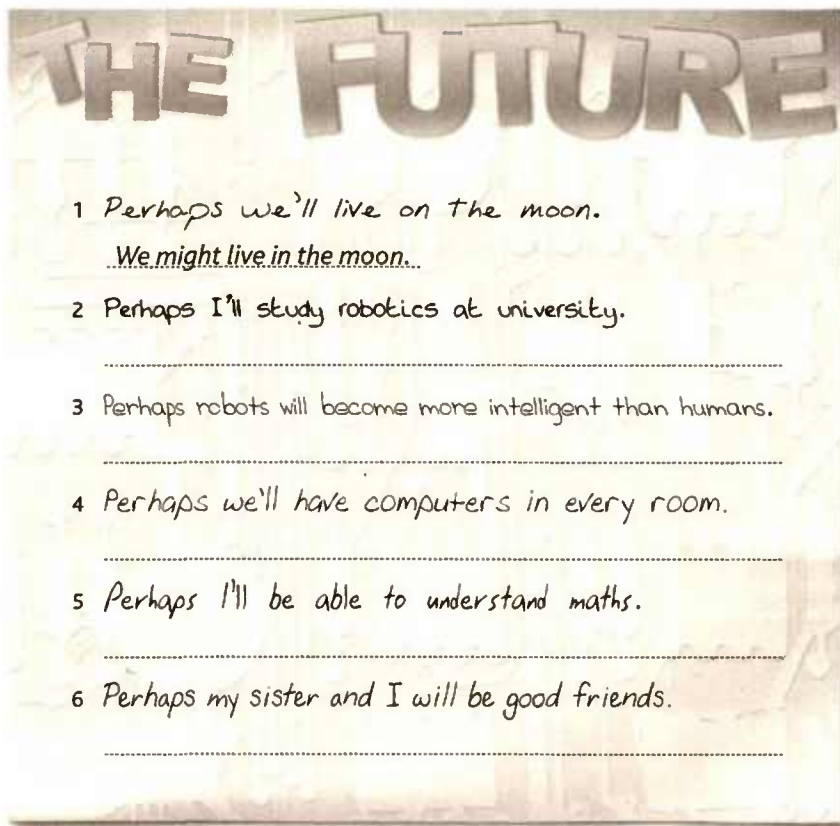 THE FUTURE
1 Perhaps we'll live on the moon.
We might live in the moon.
2 Perhaps I'll study robotics at university.
3 Perhaps robots will become more intelligent than humans.
4 Perhaps we'll have computers in every room.
5 Perhaps I'll be able to understand maths.
6 Perhaps my sister and I will be good friends.